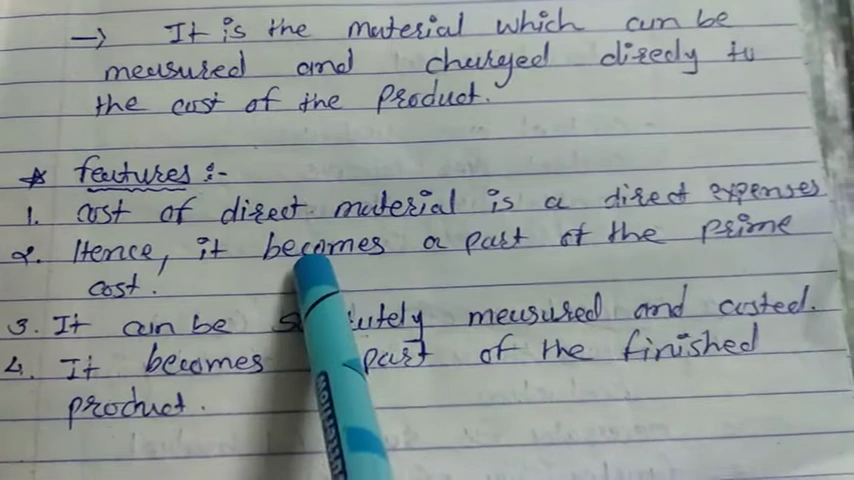 → It is the material which can be
measured and charged direcly to
the cost of the product.
* features :-
1. cost of direct material is a direct expenses
2. Hence, it becomes a part of the prime
cost.
3. It can be measured and costed.
4. It becomes part of the finished
product.